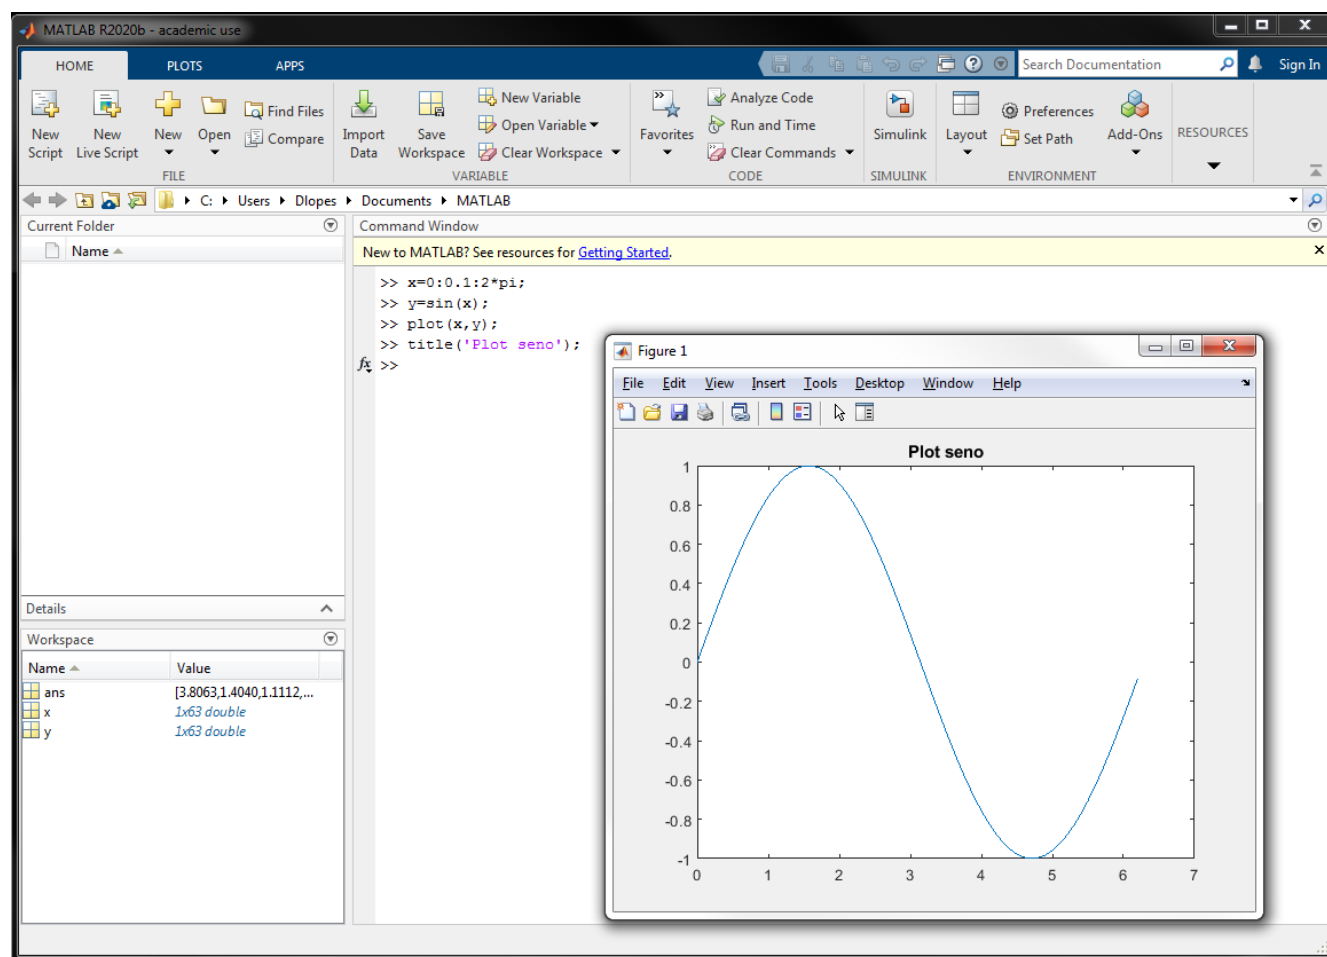 MATLAB R2020b - academic use
HOME PLOTS APPS
Search Documentation
Sign In
New Script
New Live Script
New
Open
Find Files
Compare
FILE
Import Data
Save Workspace
New Variable
Open Variable
Clear Workspace
VARIABLE
Favorites
Analyze Code
Run and Time
Clear Commands
CODE
Simulink
SIMULINK
Layout
Preferences
Set Path
Add-Ons
ENVIRONMENT
RESOURCES
C: Users Dlopes Documents MATLAB
Current Folder
Name
Details
Workspace
Name Value
ans [3.8063,1.4040,1.1112,...
x 1x63 double
y 1x63 double
Command Window
New to MATLAB? See resources for Getting Started.
>> x=0:0.1:2*pi;
>> y=sin(x);
>> plot(x,y);
>> title('Plot seno');
fx >>
Figure 1
File Edit View Insert Tools Desktop Window Help
Plot seno
1
0.8
0.6
0.4
0.2
0
-0.2
-0.4
-0.6
-0.8
-1
0 1 2 3 4 5 6 7